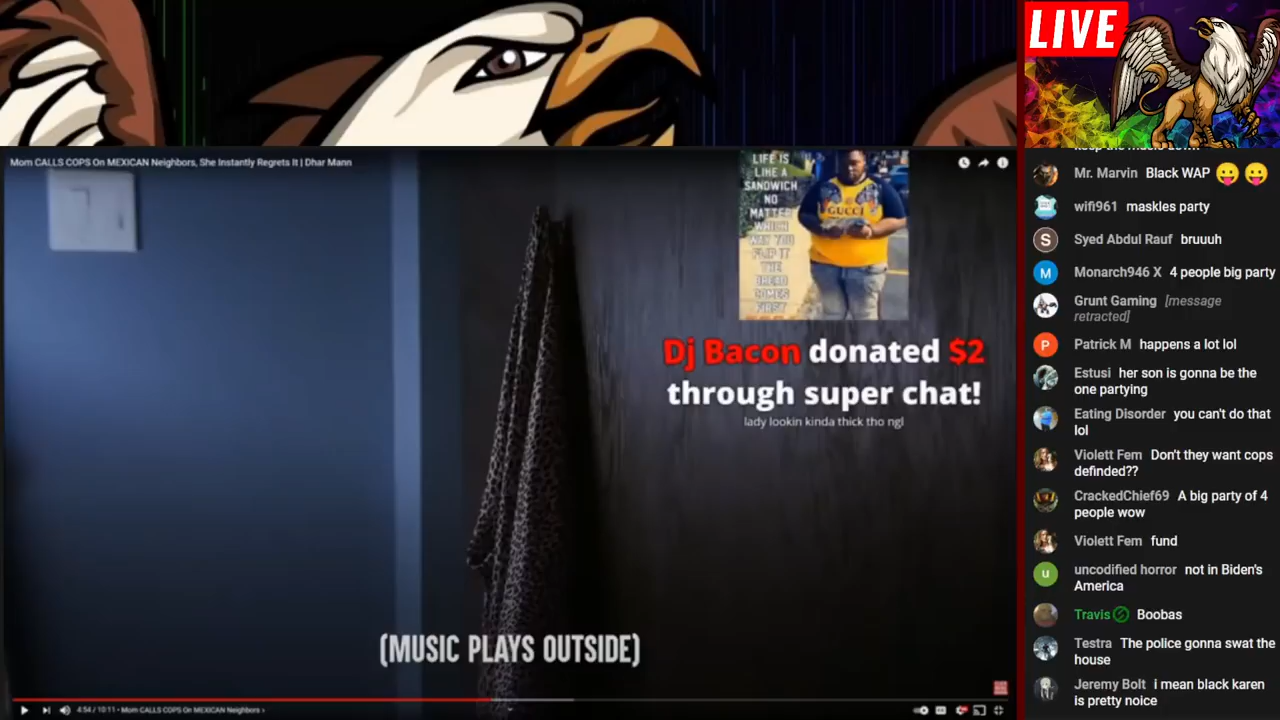 LIVE
Mom CALLS COPS On MEXICAN Neighbors, She Instantly Regrets It | Dhar Mann
LIFE IS
LIKE A
SANDWICH
NO
MATTER
WHICH
WAY YOU
FLIP IT
THE
BREAD
COMES
FIRST
GUCCI
Dj Bacon donated $2
through super chat!
lady lookin kinda thick tho ngl
(MUSIC PLAYS OUTSIDE)
4:54 / 10:11 • Mom CALLS COPS On MEXICAN Neighbors ›
Mr. Marvin Black WAP 😛 😛
wifi961 maskles party
S Syed Abdul Rauf bruuuh
M Monarch946 X 4 people big party
Grunt Gaming [message
retracted]
P Patrick M happens a lot lol
Estusi her son is gonna be the
one partying
Eating Disorder you can't do that
lol
Violett Fem Don't they want cops
definded??
CrackedChief69 A big party of 4
people wow
Violett Fem fund
u uncodified horror not in Biden's
America
Travis Boobas
Testra The police gonna swat the
house
Jeremy Bolt i mean black karen
is pretty noice